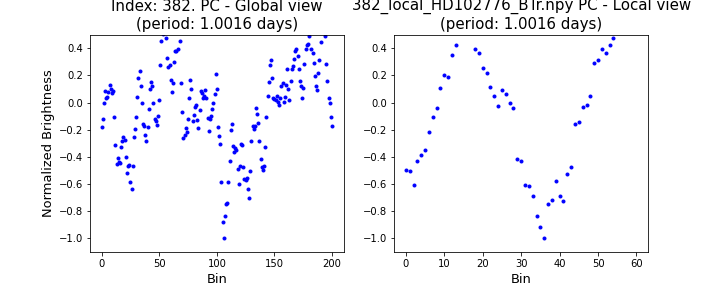 Index: 382. PC - Global view
(period: 1.0016 days)
382_local_HD102776_BTfr.npy PC - Local view
(period: 1.0016 days)
Normalized Brightness
0.4
0.2
0.0
−0.2
−0.4
−0.6
−0.8
−1.0
0 50 100 150 200
Bin
0.4
0.2
0.0
−0.2
−0.4
−0.6
−0.8
−1.0
0 10 20 30 40 50 60
Bin